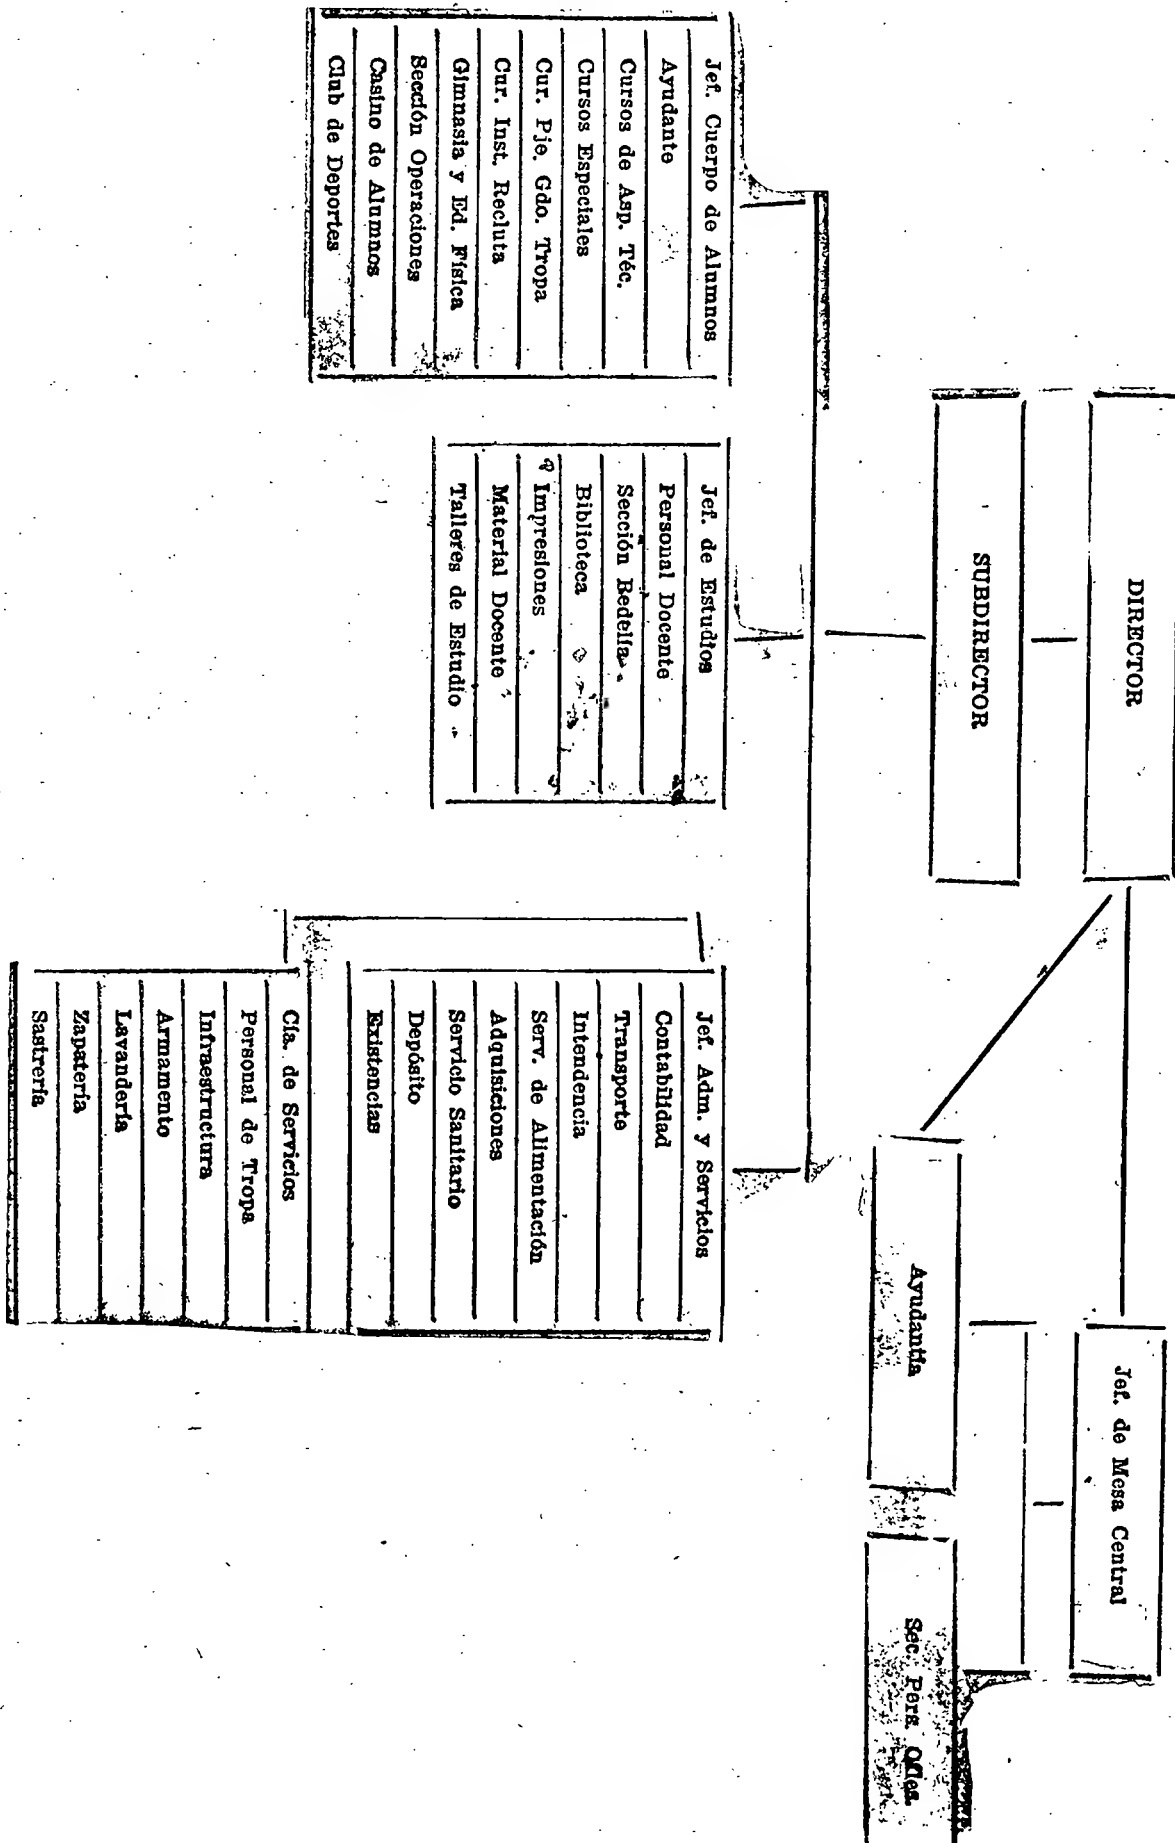 DIRECTOR
SUBDIRECTOR
Jef. de Mesa Central
Ayudantía
Sec. Pers. Ofics.
Jef. Cuerpo de Alumnos
Ayudante
Cursos de Asp. Téc.
Cursos Especiales
Cur. Pje. Gdo. Tropa
Cur. Inst. Recluta
Gimnasia y Ed. Física
Sección Operaciones
Casino de Alumnos
Club de Deportes
Jef. de Estudios
Personal Docente
Sección Bedelía
Biblioteca
Impresiones
Material Docente
Talleres de Estudio
Jef. Adm. y Servicios
Contabilidad
Transporte
Intendencia
Serv. de Alimentación
Adquisiciones
Servicio Sanitario
Depósito
Existencias
Cía. de Servicios
Personal de Tropa
Infraestructura
Armamento
Lavandería
Zapatería
Sastrería